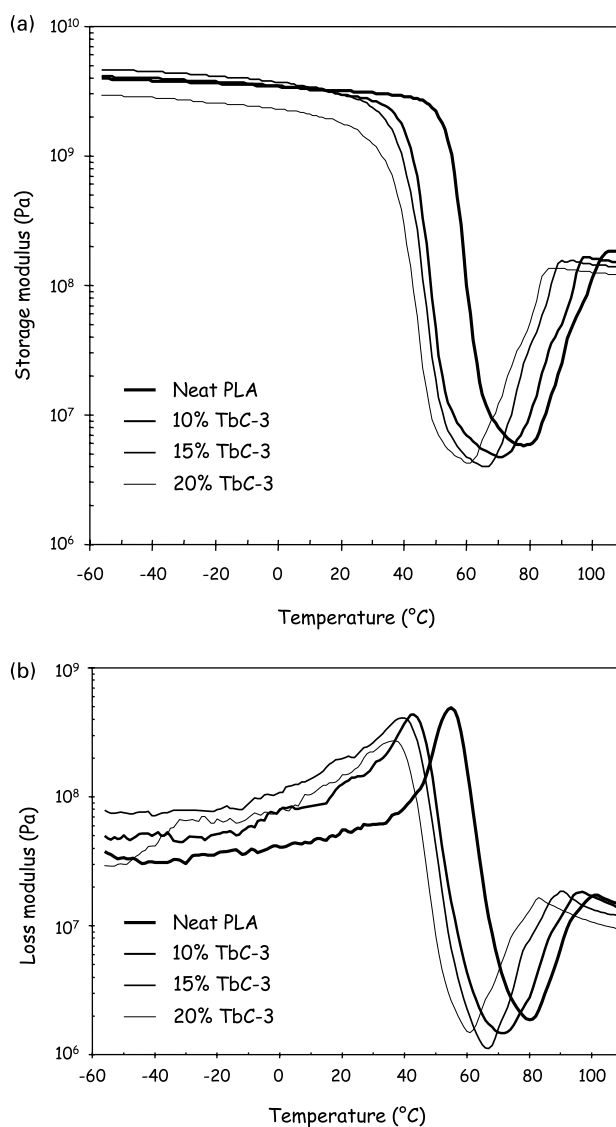 (a)
10¹⁰
10⁹
10⁸
10⁷
10⁶
Storage modulus (Pa)
Neat PLA
10% TbC-3
15% TbC-3
20% TbC-3
-60 -40 -20 0 20 40 60 80 100
Temperature (°C)
(b)
10⁹
10⁸
10⁷
10⁶
Loss modulus (Pa)
Neat PLA
10% TbC-3
15% TbC-3
20% TbC-3
-60 -40 -20 0 20 40 60 80 100
Temperature (°C)